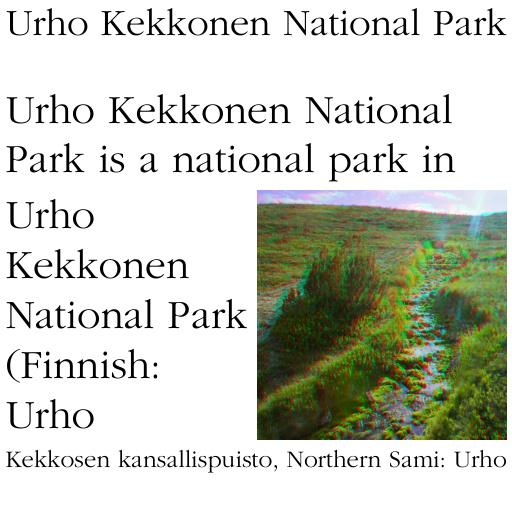 Urho Kekkonen National Park
Urho Kekkonen National
Park is a national park in
Urho
Kekkonen
National Park
(Finnish:
Urho
Kekkosen kansallispuisto, Northern Sami: Urho